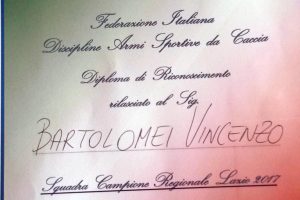 Federazione Italiana
Discipline Armi Sportive da Caccia
Diploma di Riconoscimento
rilasciato al Sig.
BARTOLOMEI VINCENZO
Squadra Campione Regionale Lazio 2017